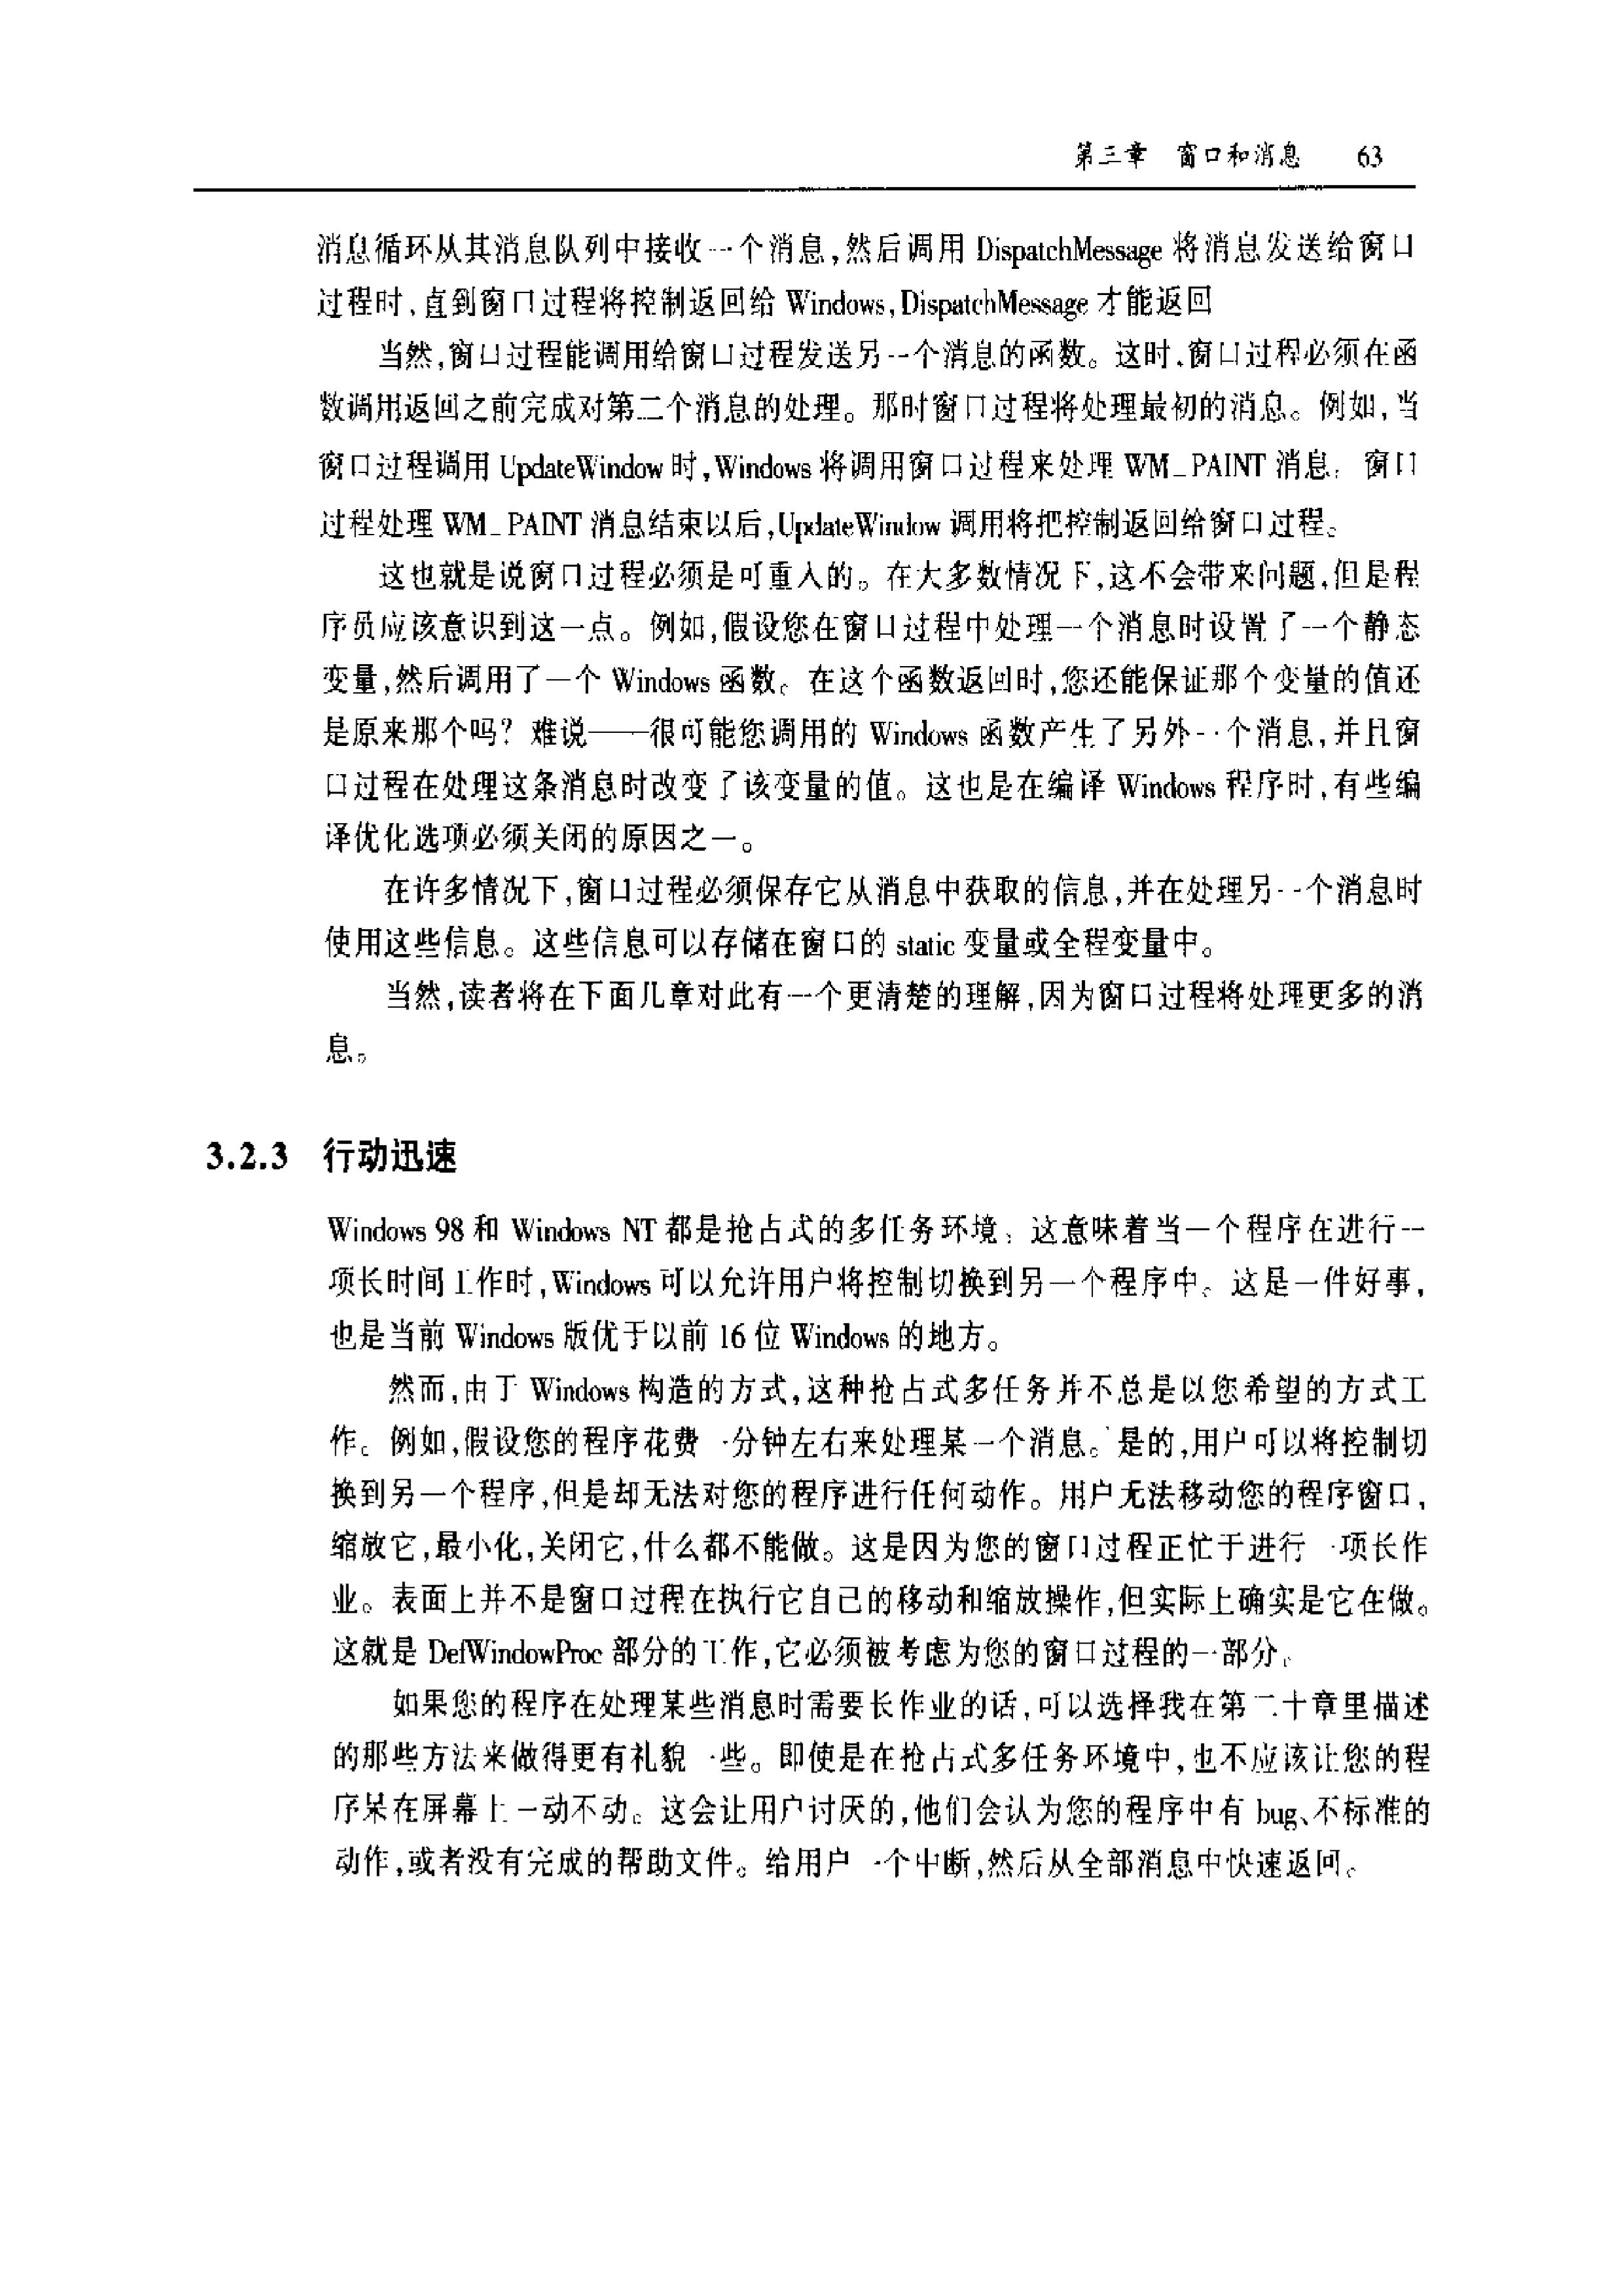 第三章 窗口和消息 63
消息循环从其消息队列中接收一个消息,然后调用 DispatchMessage 将消息发送给窗口
过程时,直到窗口过程将控制返回给 Windows,DispatchMessage 才能返回
当然,窗口过程能调用给窗口过程发送另一个消息的函数。这时,窗口过程必须在函
数调用返回之前完成对第二个消息的处理。那时窗口过程将处理最初的消息。例如,当
窗口过程调用 UpdateWindow 时,Windows 将调用窗口过程来处理 WM_PAINT 消息。窗口
过程处理 WM_PAINT 消息结束以后,UpdateWindow 调用将把控制返回给窗口过程。
这也就是说窗口过程必须是可重入的。在大多数情况下,这不会带来问题,但是程
序员应该意识到这一点。例如,假设您在窗口过程中处理一个消息时设置了一个静态
变量,然后调用了一个 Windows 函数。在这个函数返回时,您还能保证那个变量的值还
是原来那个吗?难说——很可能您调用的 Windows 函数产生了另外一个消息,并且窗
口过程在处理这条消息时改变了该变量的值。这也是在编译 Windows 程序时,有些编
译优化选项必须关闭的原因之一。
在许多情况下,窗口过程必须保存它从消息中获取的信息,并在处理另一个消息时
使用这些信息。这些信息可以存储在窗口的 static 变量或全程变量中。
当然,读者将在下面几章对此有一个更清楚的理解,因为窗口过程将处理更多的消
息。
3.2.3 行动迅速
Windows 98 和 Windows NT 都是抢占式的多任务环境。这意味着当一个程序在进行一
项长时间工作时,Windows 可以允许用户将控制切换到另一个程序中。这是一件好事,
也是当前 Windows 版优于以前 16 位 Windows 的地方。
然而,由于 Windows 构造的方式,这种抢占式多任务并不总是以您希望的方式工
作。例如,假设您的程序花费一分钟左右来处理某一个消息。是的,用户可以将控制切
换到另一个程序,但是却无法对您的程序进行任何动作。用户无法移动您的程序窗口,
缩放它,最小化,关闭它,什么都不能做。这是因为您的窗口过程正忙于进行一项长作
业。表面上并不是窗口过程在执行它自己的移动和缩放操作,但实际上确实是它在做。
这就是 DefWindowProc 部分的工作,它必须被考虑为您的窗口过程的一部分。
如果您的程序在处理某些消息时需要长作业的话,可以选择我在第二十章里描述
的那些方法来做得更有礼貌一些。即使是在抢占式多任务环境中,也不应该让您的程
序呆在屏幕上一动不动。这会让用户讨厌的,他们会认为您的程序中有 bug、不标准的
动作,或者没有完成的帮助文件。给用户一个中断,然后从全部消息中快速返回。